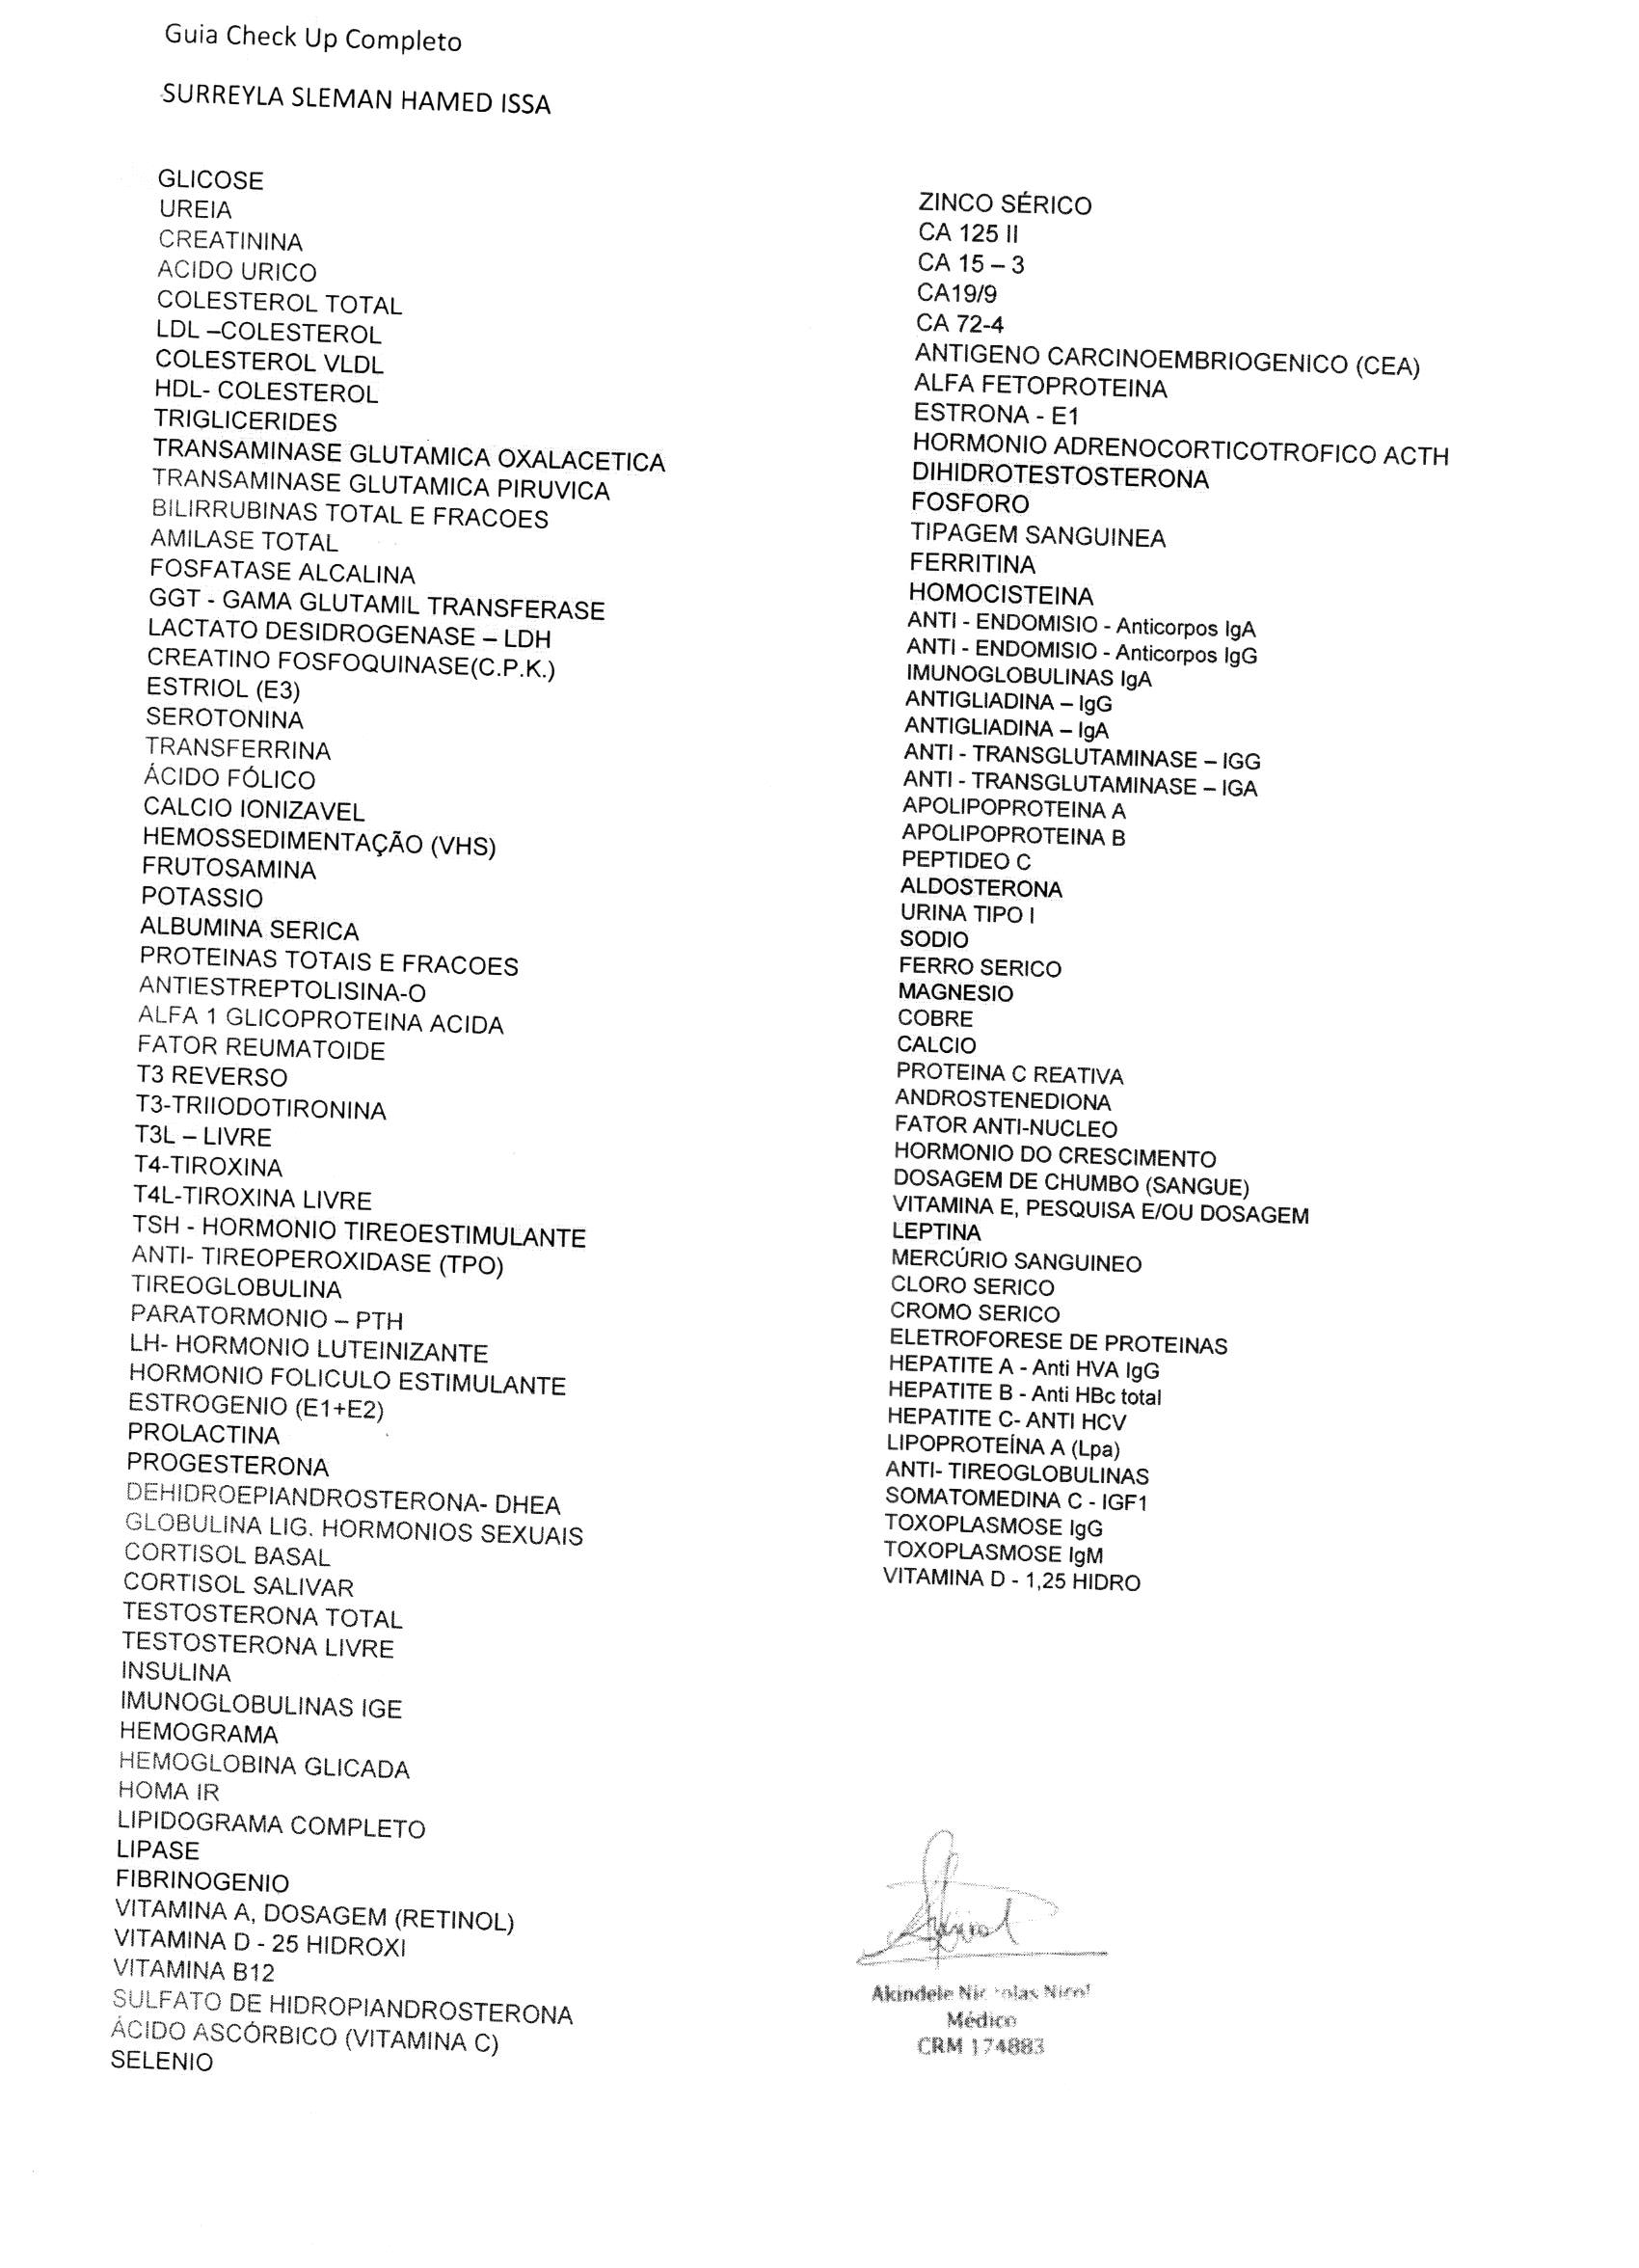 Guia Check Up Completo
SURREYLA SLEMAN HAMED ISSA
GLICOSE
UREIA
CREATININA
ACIDO URICO
COLESTEROL TOTAL
LDL –COLESTEROL
COLESTEROL VLDL
HDL- COLESTEROL
TRIGLICERIDES
TRANSAMINASE GLUTAMICA OXALACETICA
TRANSAMINASE GLUTAMICA PIRUVICA
BILIRRUBINAS TOTAL E FRACOES
AMILASE TOTAL
FOSFATASE ALCALINA
GGT - GAMA GLUTAMIL TRANSFERASE
LACTATO DESIDROGENASE – LDH
CREATINO FOSFOQUINASE(C.P.K.)
ESTRIOL (E3)
SEROTONINA
TRANSFERRINA
ÁCIDO FÓLICO
CALCIO IONIZAVEL
HEMOSSEDIMENTAÇÃO (VHS)
FRUTOSAMINA
POTASSIO
ALBUMINA SERICA
PROTEINAS TOTAIS E FRACOES
ANTIESTREPTOLISINA-O
ALFA 1 GLICOPROTEINA ACIDA
FATOR REUMATOIDE
T3 REVERSO
T3-TRIIODOTIRONINA
T3L – LIVRE
T4-TIROXINA
T4L-TIROXINA LIVRE
TSH - HORMONIO TIREOESTIMULANTE
ANTI- TIREOPEROXIDASE (TPO)
TIREOGLOBULINA
PARATORMONIO – PTH
LH- HORMONIO LUTEINIZANTE
HORMONIO FOLICULO ESTIMULANTE
ESTROGENIO (E1+E2)
PROLACTINA
PROGESTERONA
DEHIDROEPIANDROSTERONA- DHEA
GLOBULINA LIG. HORMONIOS SEXUAIS
CORTISOL BASAL
CORTISOL SALIVAR
TESTOSTERONA TOTAL
TESTOSTERONA LIVRE
INSULINA
IMUNOGLOBULINAS IGE
HEMOGRAMA
HEMOGLOBINA GLICADA
HOMA IR
LIPIDOGRAMA COMPLETO
LIPASE
FIBRINOGENIO
VITAMINA A, DOSAGEM (RETINOL)
VITAMINA D - 25 HIDROXI
VITAMINA B12
SULFATO DE HIDROPIANDROSTERONA
ÁCIDO ASCÓRBICO (VITAMINA C)
SELENIO
ZINCO SÉRICO
CA 125 II
CA 15 – 3
CA19/9
CA 72-4
ANTIGENO CARCINOEMBRIOGENICO (CEA)
ALFA FETOPROTEINA
ESTRONA - E1
HORMONIO ADRENOCORTICOTROFICO ACTH
DIHIDROTESTOSTERONA
FOSFORO
TIPAGEM SANGUINEA
FERRITINA
HOMOCISTEINA
ANTI - ENDOMISIO - Anticorpos IgA
ANTI - ENDOMISIO - Anticorpos IgG
IMUNOGLOBULINAS IgA
ANTIGLIADINA – IgG
ANTIGLIADINA – IgA
ANTI - TRANSGLUTAMINASE – IGG
ANTI - TRANSGLUTAMINASE – IGA
APOLIPOPROTEINA A
APOLIPOPROTEINA B
PEPTIDEO C
ALDOSTERONA
URINA TIPO I
SODIO
FERRO SERICO
MAGNESIO
COBRE
CALCIO
PROTEINA C REATIVA
ANDROSTENEDIONA
FATOR ANTI-NUCLEO
HORMONIO DO CRESCIMENTO
DOSAGEM DE CHUMBO (SANGUE)
VITAMINA E, PESQUISA E/OU DOSAGEM
LEPTINA
MERCÚRIO SANGUINEO
CLORO SERICO
CROMO SERICO
ELETROFORESE DE PROTEINAS
HEPATITE A - Anti HVA IgG
HEPATITE B - Anti HBc total
HEPATITE C- ANTI HCV
LIPOPROTEÍNA A (Lpa)
ANTI- TIREOGLOBULINAS
SOMATOMEDINA C - IGF1
TOXOPLASMOSE IgG
TOXOPLASMOSE IgM
VITAMINA D - 1,25 HIDRO
Akindele
Médico
CRM 174883